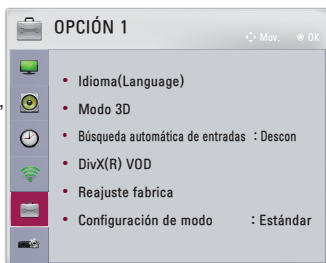 OPCIÓN 1
Mov. OK
,
• Idioma(Language)
• Modo 3D
• Búsqueda automática de entradas : Descon
• DivX(R) VOD
• Reajuste fabrica
• Configuración de modo : Estándar